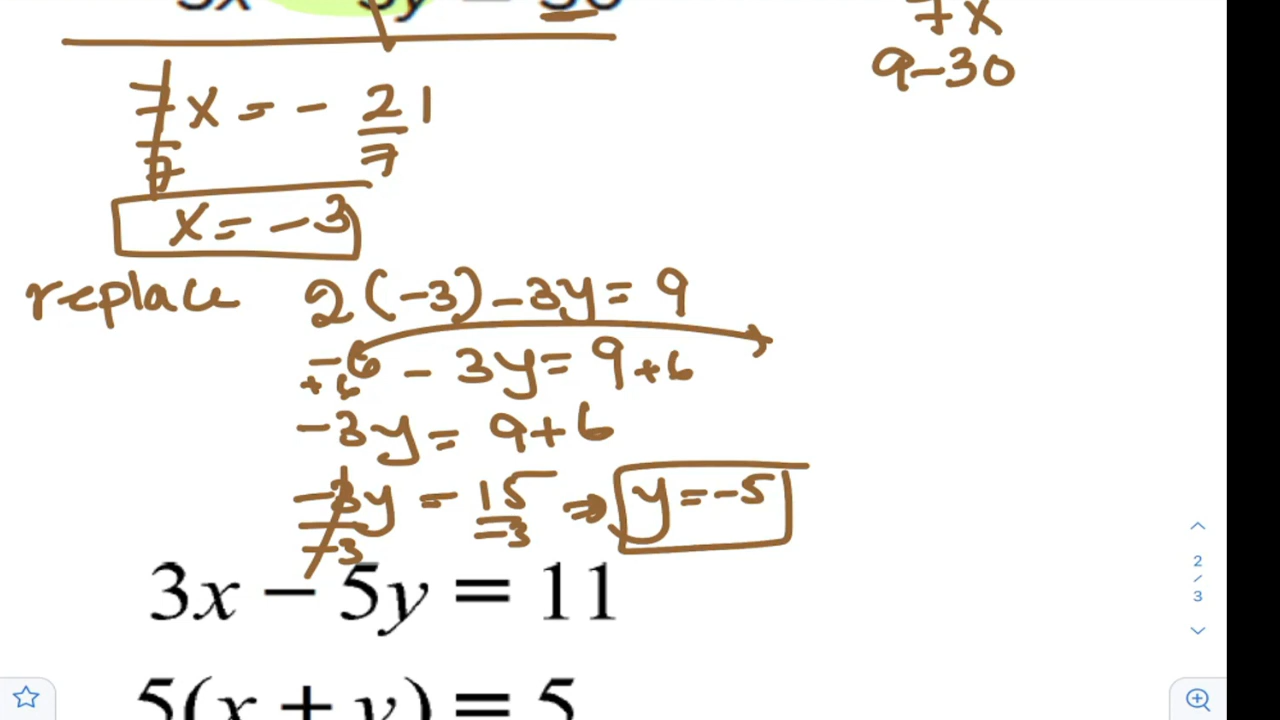 7x
9-30
7x = - 21
7 7
x = -3
replace 2(-3) -3y = 9
-6 - 3y = 9 +6
+6
-3y = 9+6
-3y = 15 ⇒ y = -5
-3 -3
3x − 5y = 11
5(x + y) = 5
2
/
3